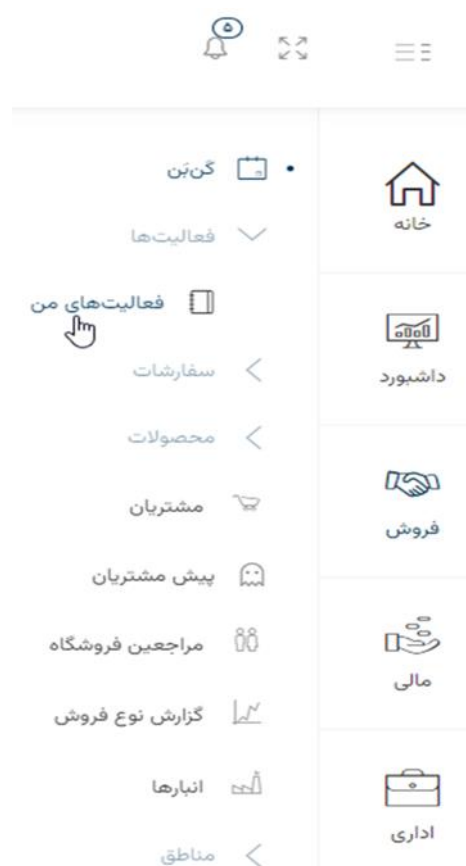 ۵
خانه
داشبورد
فروش
مالی
اداری
کن‌بَن
فعالیت‌ها
فعالیت‌های من
سفارشات
محصولات
مشتریان
پیش مشتریان
مراجعین فروشگاه
گزارش نوع فروش
انبارها
مناطق